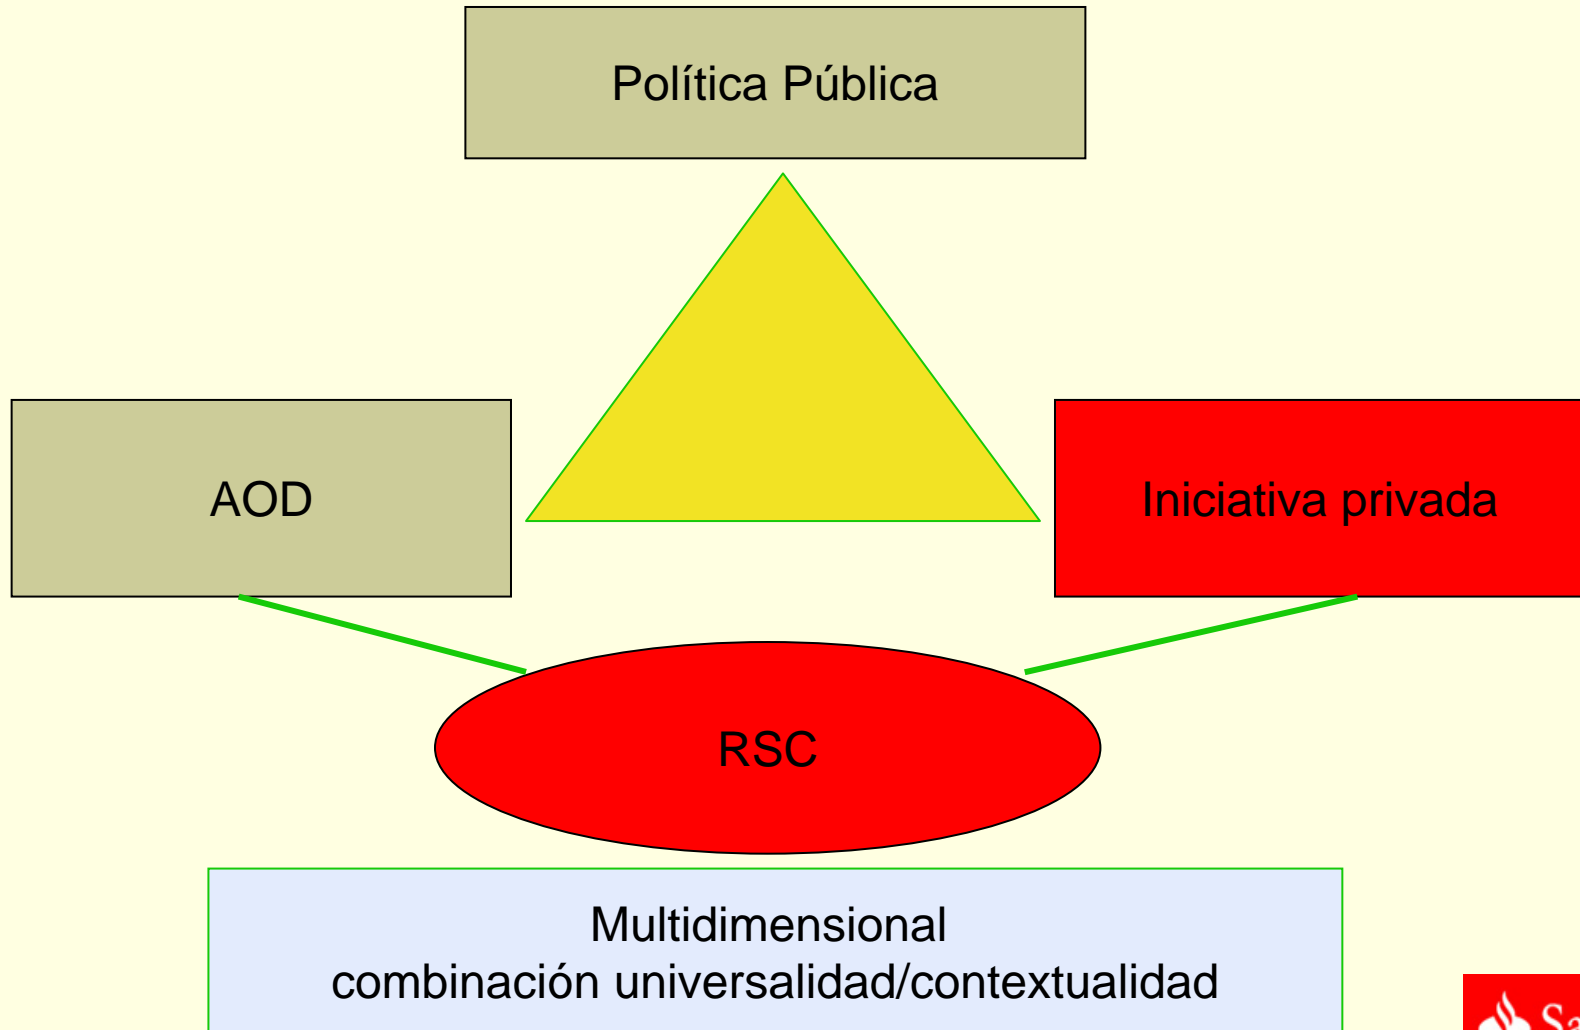 Política Pública
AOD
Iniciativa privada
RSC
Multidimensional
combinación universalidad/contextualidad